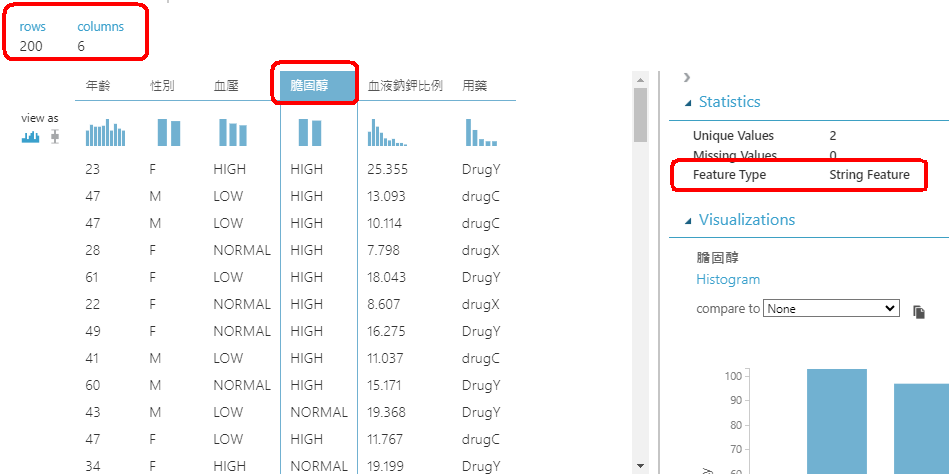 rows columns
200 6
年齡 性別 血壓 膽固醇 血液鈉鉀比例 用藥
view as
23 F HIGH HIGH 25.355 DrugY
47 M LOW HIGH 13.093 drugC
47 M LOW HIGH 10.114 drugC
28 F NORMAL HIGH 7.798 drugX
61 F LOW HIGH 18.043 DrugY
22 F NORMAL HIGH 8.607 drugX
49 F NORMAL HIGH 16.275 DrugY
41 M LOW HIGH 11.037 drugC
60 M NORMAL HIGH 15.171 DrugY
43 M LOW NORMAL 19.368 DrugY
47 F LOW HIGH 11.767 drugC
34 F HIGH NORMAL 19.199 DrugY
Statistics
Unique Values 2
Missing Values 0
Feature Type String Feature
Visualizations
膽固醇
Histogram
compare to None
100
90
80
70
60